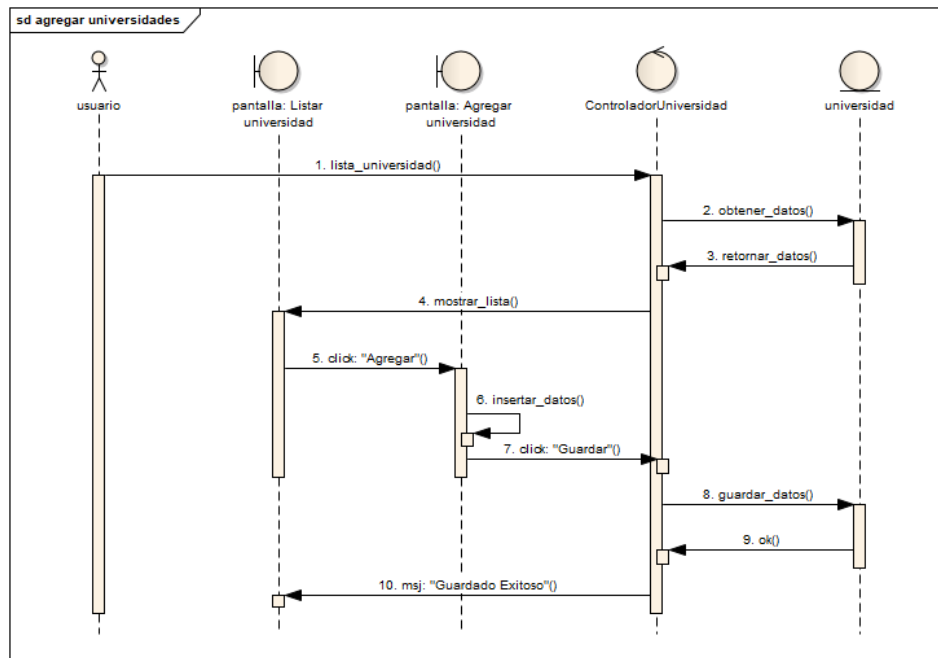 sd agregar universidades
usuario
pantalla: Listar
universidad
pantalla: Agregar
universidad
ControladorUniversidad
universidad
1. lista_universidad()
2. obtener_datos()
3. retornar_datos()
4. mostrar_lista()
5. click: "Agregar"()
6. insertar_datos()
7. click: "Guardar"()
8. guardar_datos()
9. ok()
10. msj: "Guardado Exitoso"()